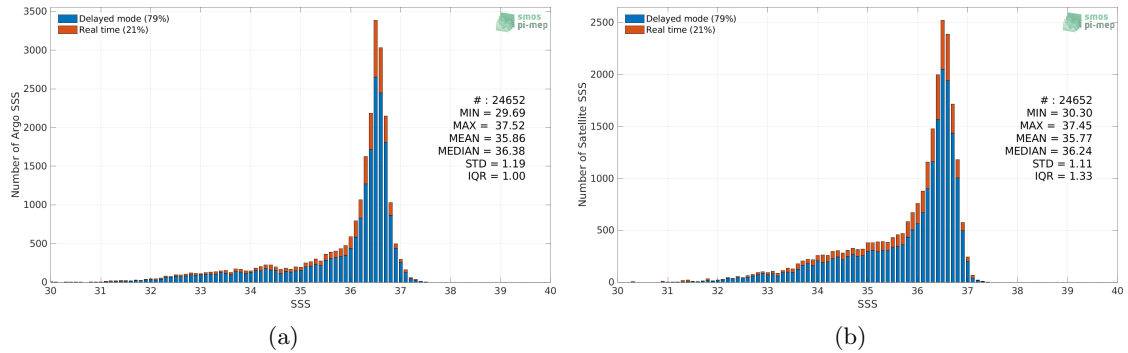 Delayed mode (79%)
Real time (21%)
smos
pi-mep
3500
3000
2500
2000
1500
1000
500
0
Number of Argo SSS
# : 24652
MIN = 29.69
MAX = 37.52
MEAN = 35.86
MEDIAN = 36.38
STD = 1.19
IQR = 1.00
30 31 32 33 34 35 36 37 38 39 40
SSS
(a)
Delayed mode (79%)
Real time (21%)
smos
pi-mep
2500
2000
1500
1000
500
0
Number of Satellite SSS
# : 24652
MIN = 30.30
MAX = 37.45
MEAN = 35.77
MEDIAN = 36.24
STD = 1.11
IQR = 1.33
30 31 32 33 34 35 36 37 38 39 40
SSS
(b)